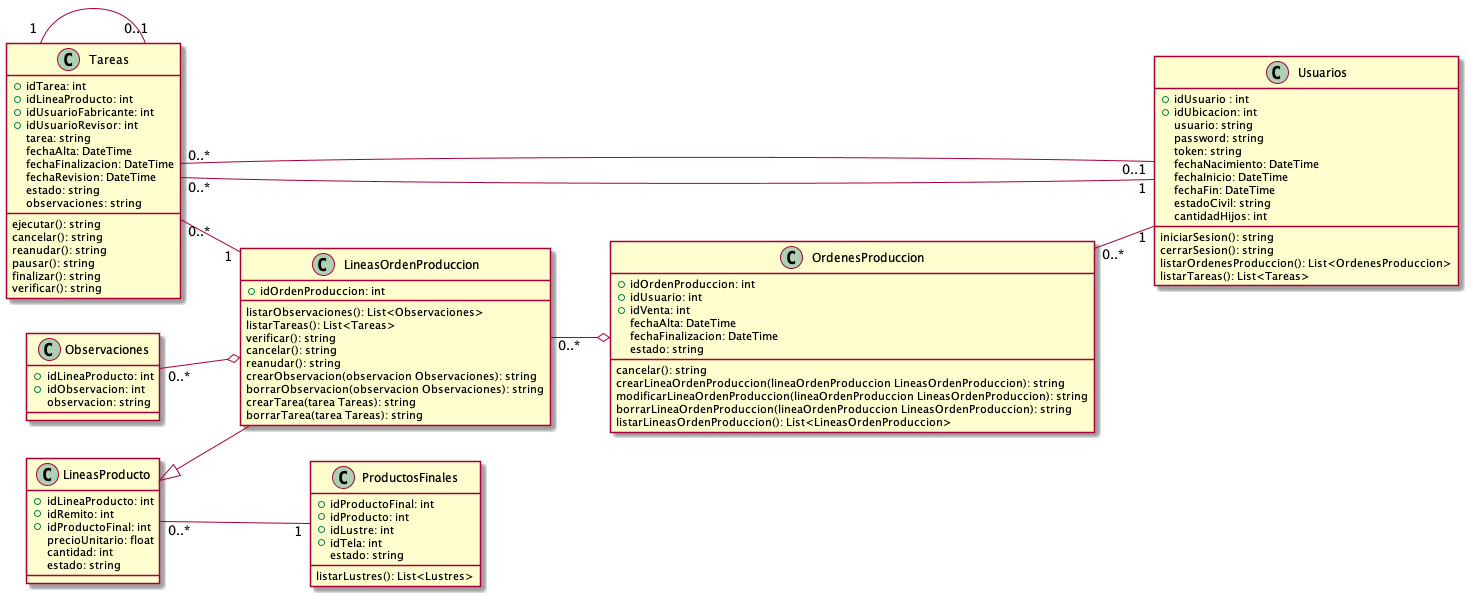 1
0..1
C Tareas
idTarea: int
idLineaProducto: int
idUsuarioFabricante: int
idUsuarioRevisor: int
tarea: string
fechaAlta: DateTime
fechaFinalizacion: DateTime
fechaRevision: DateTime
estado: string
observaciones: string
ejecutar(): string
cancelar(): string
reanudar(): string
pausar(): string
finalizar(): string
verificar(): string
0..*
0..1
0..*
1
C Usuarios
idUsuario : int
idUbicacion: int
usuario: string
password: string
token: string
fechaNacimiento: DateTime
fechaInicio: DateTime
fechaFin: DateTime
estadoCivil: string
cantidadHijos: int
iniciarSesion(): string
cerrarSesion(): string
listarOrdenesProduccion(): List<OrdenesProduccion>
listarTareas(): List<Tareas>
0..*
1
1
0..*
C LineasOrdenProduccion
idOrdenProduccion: int
listarObservaciones(): List<Observaciones>
listarTareas(): List<Tareas>
verificar(): string
cancelar(): string
reanudar(): string
crearObservacion(observacion Observaciones): string
borrarObservacion(observacion Observaciones): string
crearTarea(tarea Tareas): string
borrarTarea(tarea Tareas): string
0..*
C OrdenesProduccion
idOrdenProduccion: int
idUsuario: int
idVenta: int
fechaAlta: DateTime
fechaFinalizacion: DateTime
estado: string
cancelar(): string
crearLineaOrdenProduccion(lineaOrdenProduccion LineasOrdenProduccion): string
modificarLineaOrdenProduccion(lineaOrdenProduccion LineasOrdenProduccion): string
borrarLineaOrdenProduccion(lineaOrdenProduccion LineasOrdenProduccion): string
listarLineasOrdenProduccion(): List<LineasOrdenProduccion>
C Observaciones
idLineaProducto: int
idObservacion: int
observacion: string
0..*
C LineasProducto
idLineaProducto: int
idRemito: int
idProductoFinal: int
precioUnitario: float
cantidad: int
estado: string
0..*
1
C ProductosFinales
idProductoFinal: int
idProducto: int
idLustre: int
idTela: int
estado: string
listarLustres(): List<Lustres>